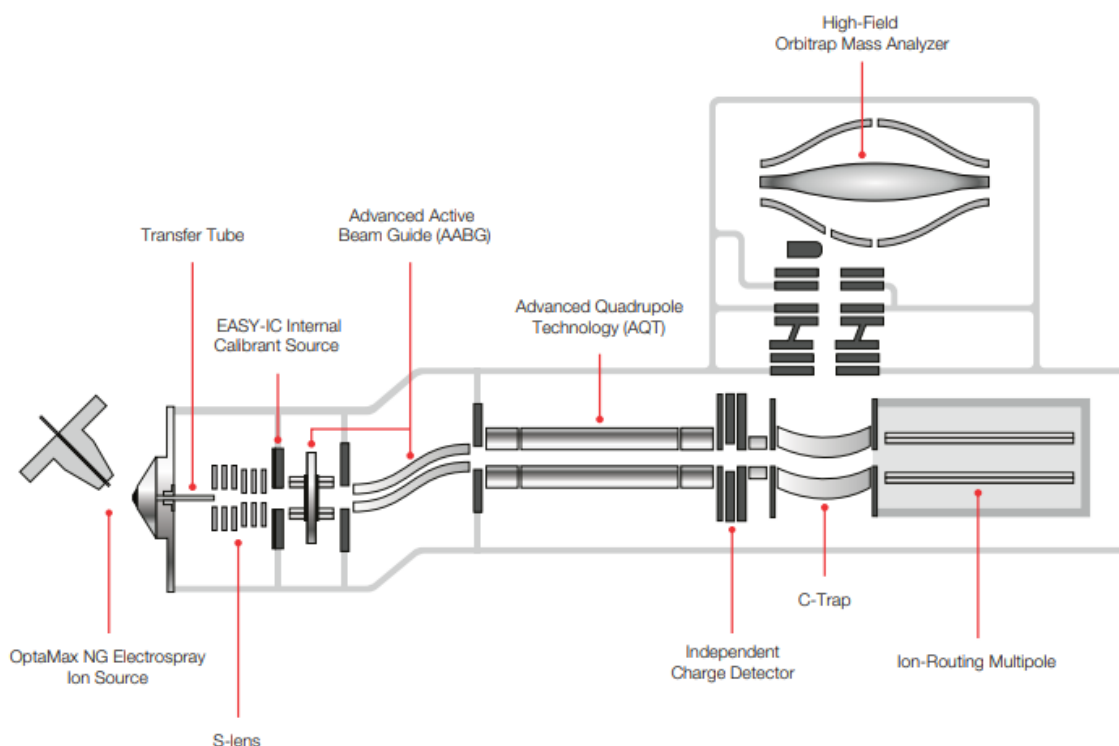 High-Field
Orbitrap Mass Analyzer
Advanced Active
Beam Guide (AABG)
Transfer Tube
Advanced Quadrupole
Technology (AQT)
EASY-IC Internal
Calibrant Source
C-Trap
OptaMax NG Electrospray
Ion Source
Independent
Charge Detector
Ion-Routing Multipole
S-lens